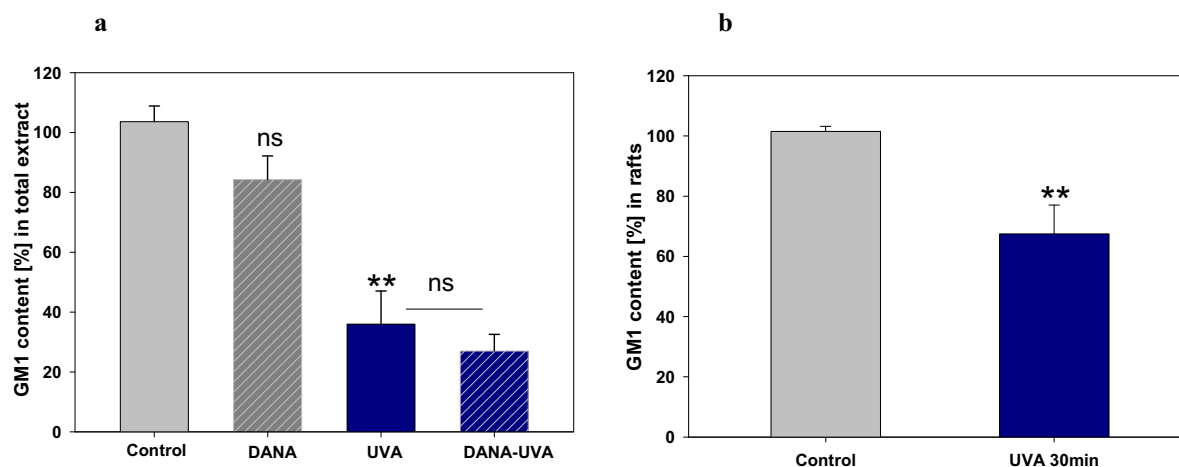 a
GM1 content [%] in total extract
120
100
80
60
40
20
0
ns
**
ns
Control DANA UVA DANA-UVA
b
GM1 content [%] in rafts
120
100
80
60
40
20
0
**
Control UVA 30min